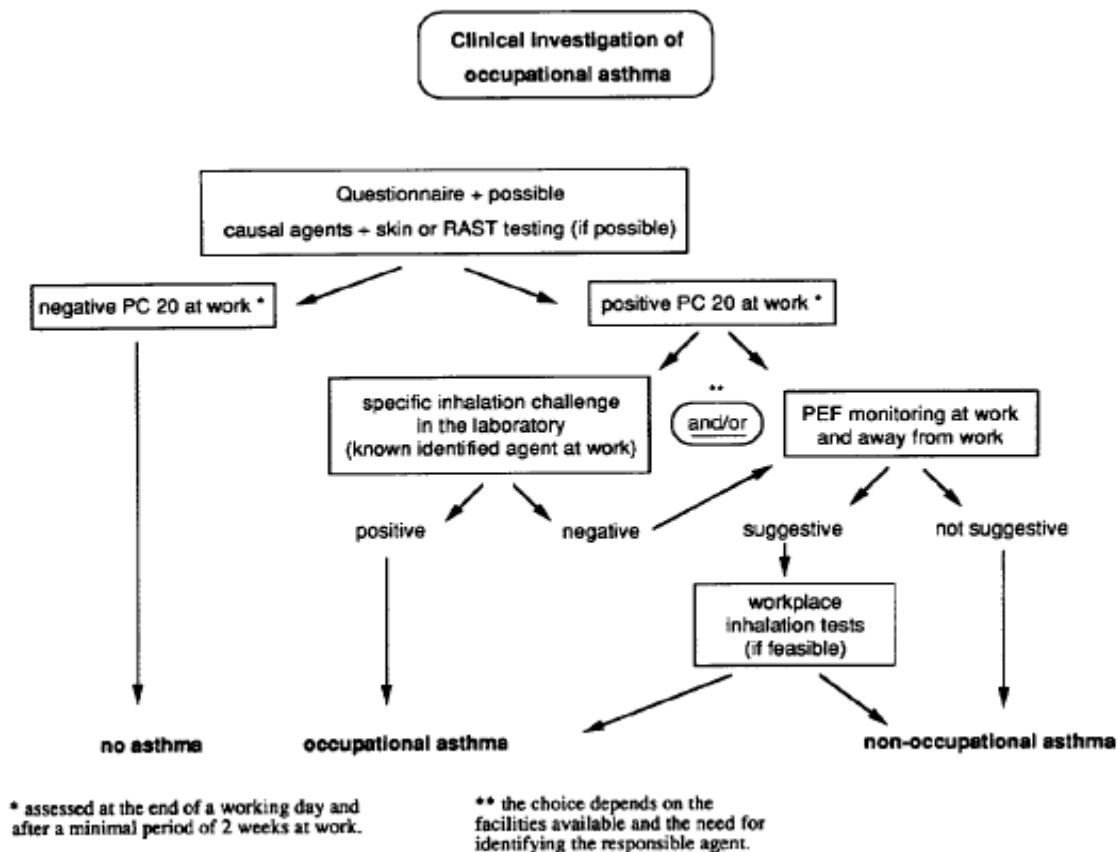 Clinical investigation of
occupational asthma
Questionnaire + possible
causal agents + skin or RAST testing (if possible)
negative PC 20 at work *
positive PC 20 at work *
specific inhalation challenge
in the laboratory
(known identified agent at work)
**
and/or
PEF monitoring at work
and away from work
positive
negative
suggestive
not suggestive
workplace
inhalation tests
(if feasible)
no asthma
occupational asthma
non-occupational asthma
* assessed at the end of a working day and
after a minimal period of 2 weeks at work.
** the choice depends on the
facilities available and the need for
identifying the responsible agent.